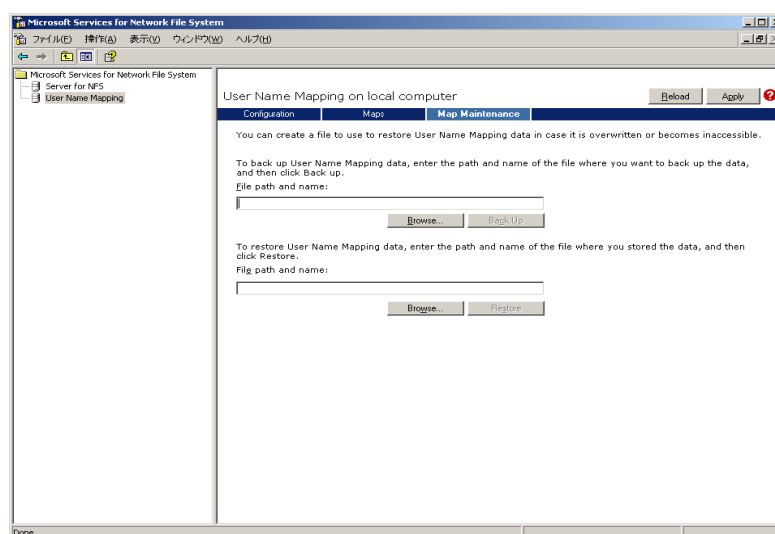 Microsoft Services for Network File System
ファイル(F) 操作(A) 表示(V) ウィンドウ(W) ヘルプ(H)
Microsoft Services for Network File System
Server for NFS
User Name Mapping
User Name Mapping on local computer
Reload
Apply
Configuration
Maps
Map Maintenance
You can create a file to use to restore User Name Mapping data in case it is overwritten or becomes inaccessible.
To back up User Name Mapping data, enter the path and name of the file where you want to back up the data,
and then click Back up.
File path and name:
Browse...
Back Up
To restore User Name Mapping data, enter the path and name of the file where you stored the data, and then
click Restore.
File path and name:
Browse...
Restore
Done